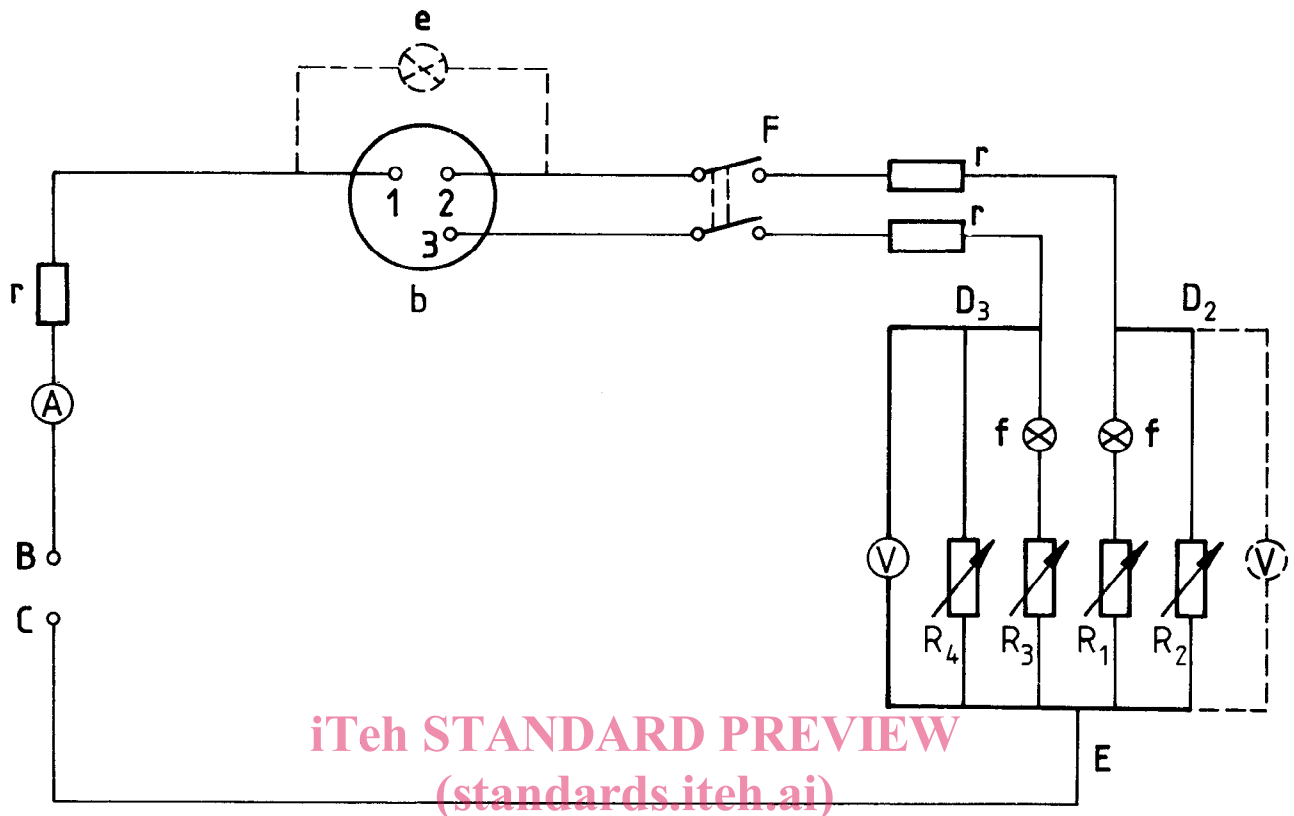 e
F
r
r
1 2
3
b
r
D3
D2
A
f
f
B
V
V
C
R4
R3
R1
R2
iTeh STANDARD PREVIEW
E
(standards.iteh.ai)